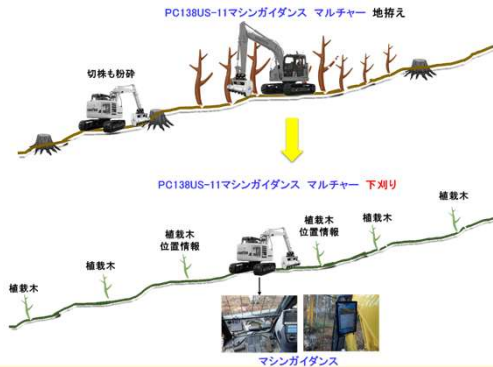 PC138US-11マシンガイダンス マルチャー 地拵え
切株も粉砕
PC138US-11マシンガイダンス マルチャー 下刈り
植栽木
植栽木
植栽木
位置情報
植栽木
位置情報
植栽木
植栽木
マシンガイダンス